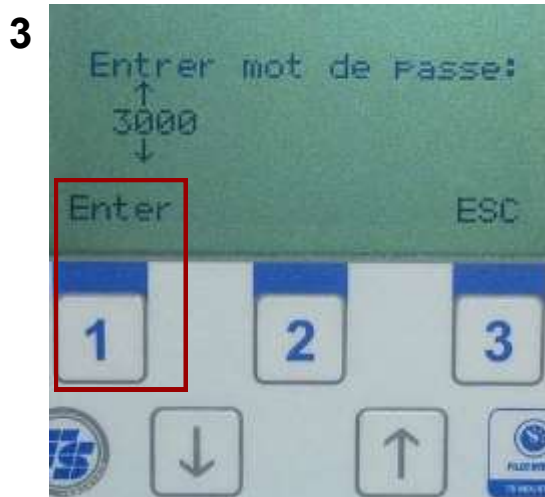 3
Entrer mot de passe:
↑
3000
↓
Enter ESC
1 2 3
↓ ↑